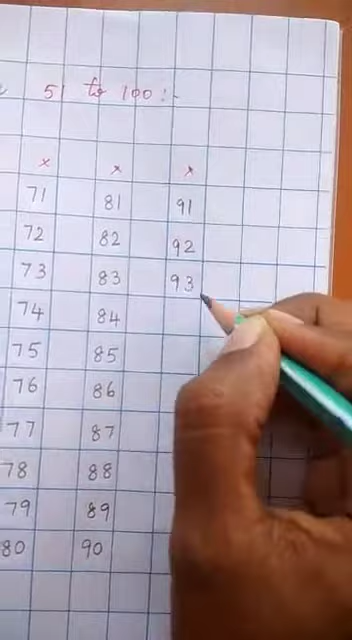 51 to 100:-
x x x
71 81 91
72 82 92
73 83 93
74 84
75 85
76 86
77 87
78 88
79 89
80 90